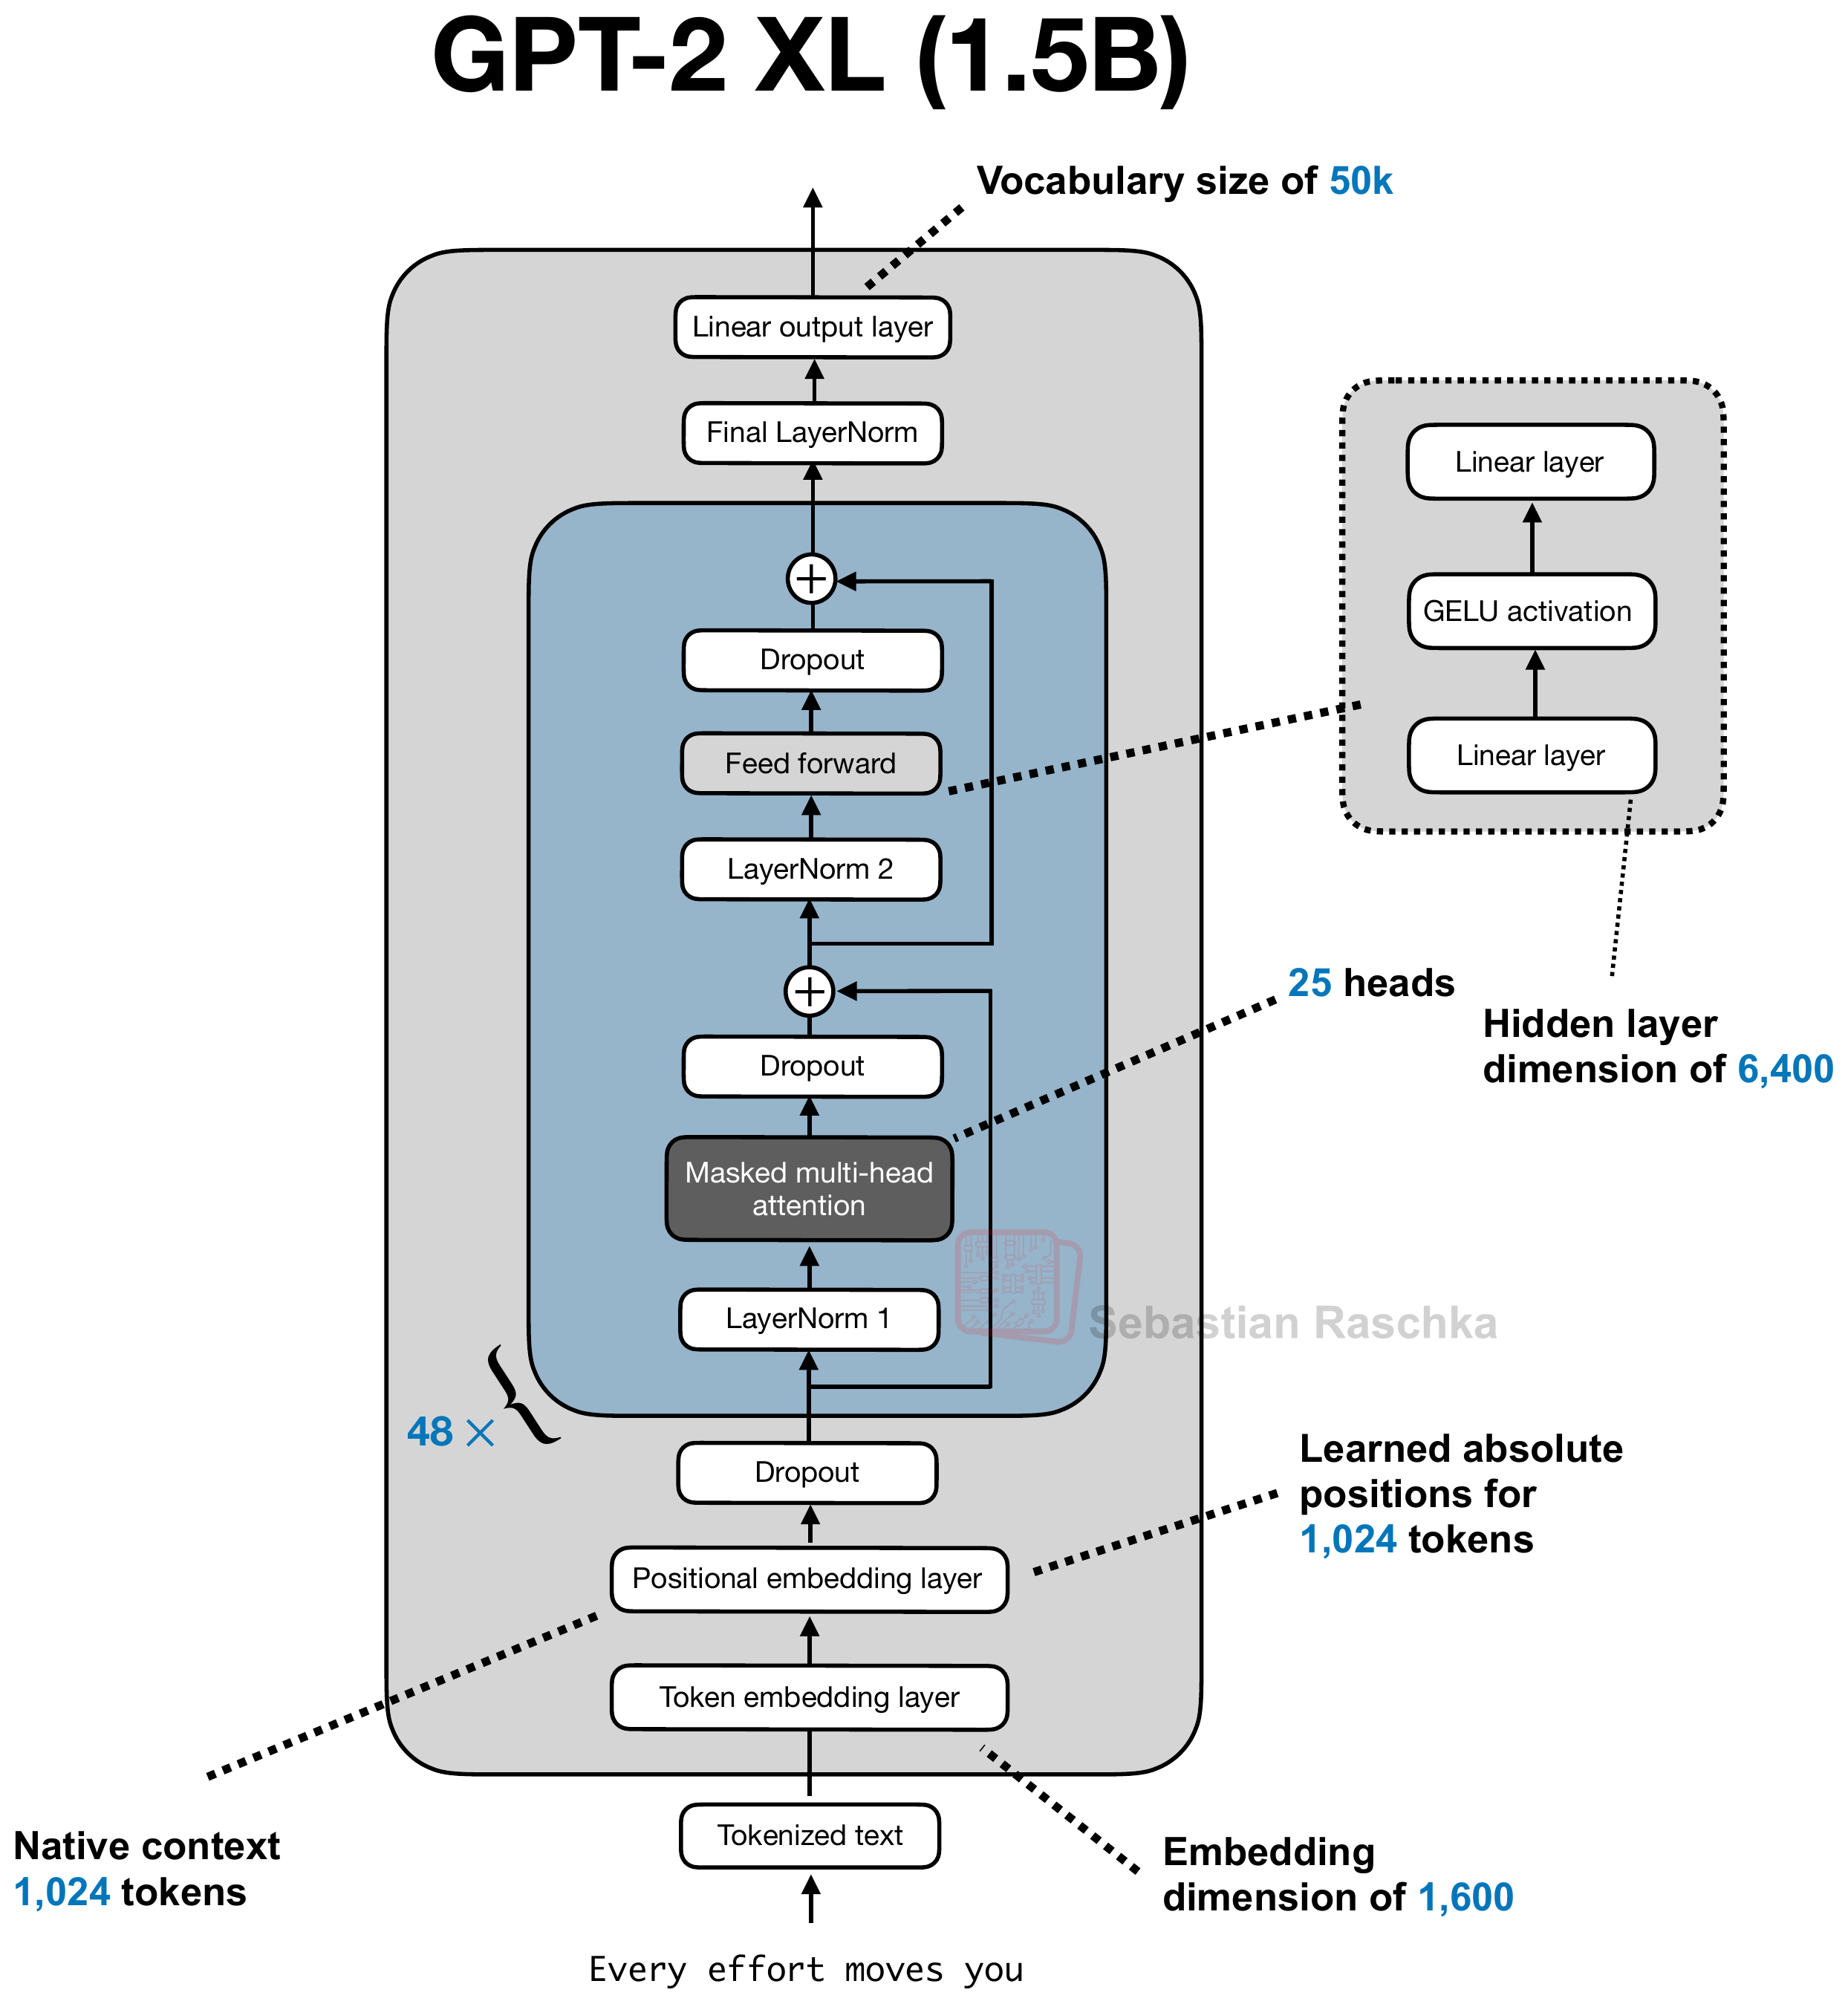 GPT-2 XL (1.5B)
Vocabulary size of 50k
Linear output layer
Final LayerNorm
Dropout
Feed forward
LayerNorm 2
Dropout
Masked multi-head
attention
LayerNorm 1
48 ×
Dropout
Positional embedding layer
Token embedding layer
Tokenized text
Every effort moves you
Linear layer
GELU activation
Linear layer
25 heads
Hidden layer
dimension of 6,400
Sebastian Raschka
Learned absolute
positions for
1,024 tokens
Native context
1,024 tokens
Embedding
dimension of 1,600